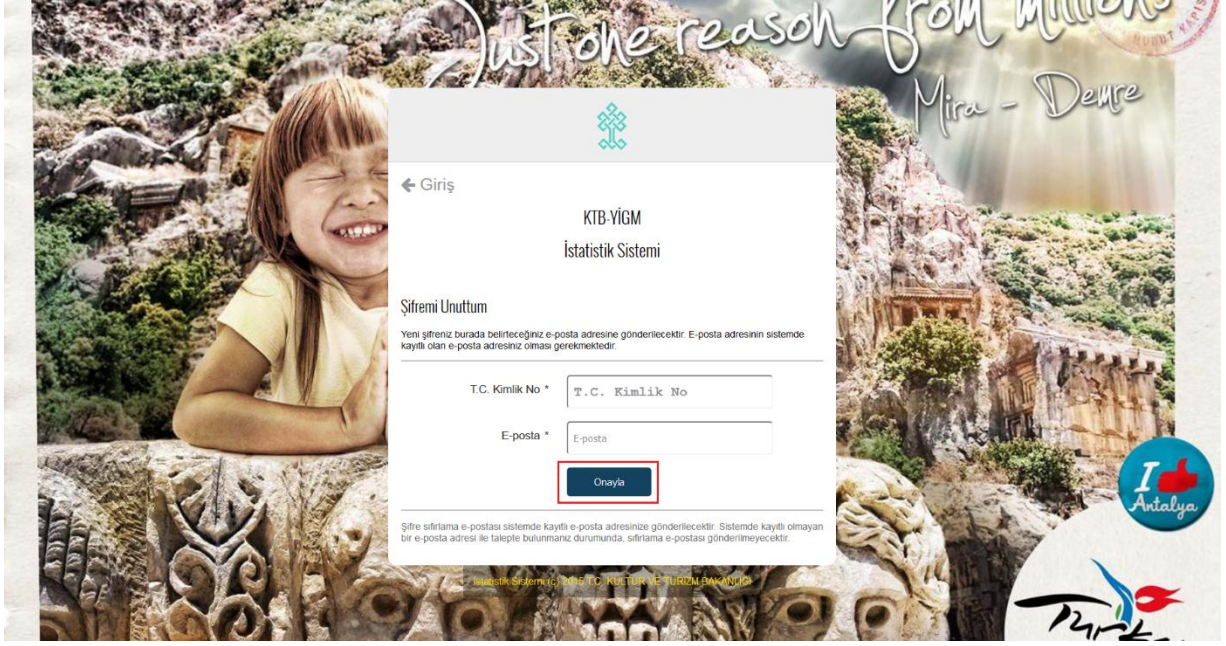 Just one reason from millions
HUDUT KAPISI
Mira - Demre
Giriş
KTB-YİGM
İstatistik Sistemi
Şifremi Unuttum
Yeni şifreniz burada belirteceğiniz e-posta adresine gönderilecektir. E-posta adresinin sistemde
kayıtlı olan e-posta adresiniz olması gerekmektedir.
T.C. Kimlik No *
T.C. Kimlik No
E-posta *
E-posta
Onayla
I
Antalya
Şifre sıfırlama e-postası sistemde kayıtlı e-posta adresinize gönderilecektir. Sistemde kayıtlı olmayan
bir e-posta adresi ile talepte bulunmanız durumunda, sıfırlama e-postası gönderilmeyecektir.
İstatistik Sistemi (c) 2015 T.C. KÜLTÜR VE TURİZM BAKANLIĞI